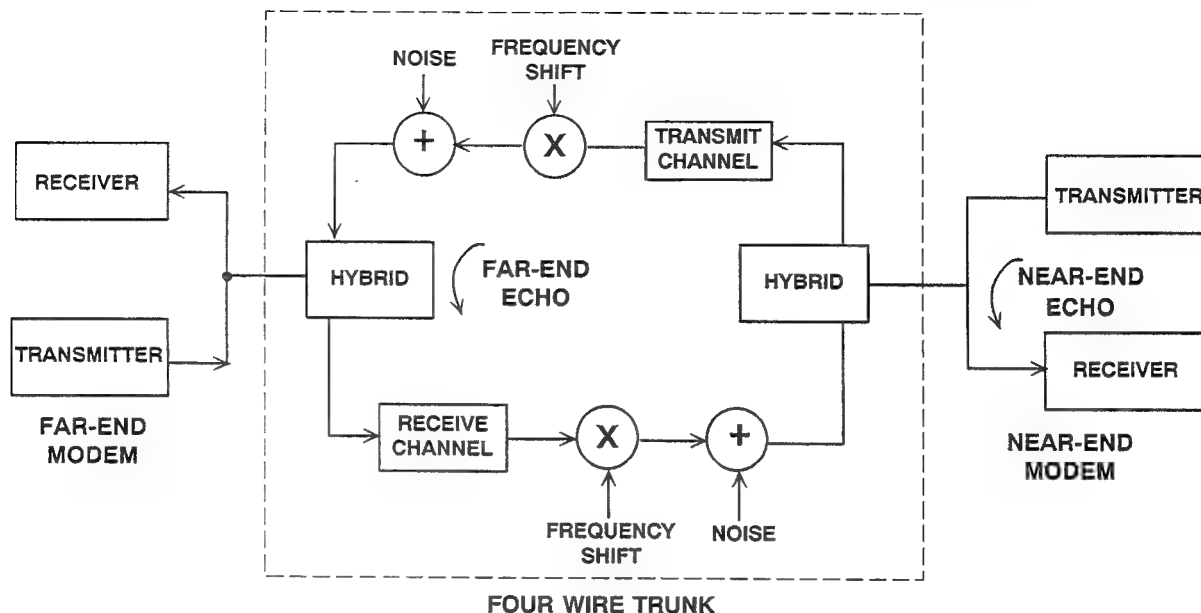 FREQUENCY
SHIFT
NOISE
+
X
TRANSMIT
CHANNEL
RECEIVER
TRANSMITTER
HYBRID
FAR-END
ECHO
HYBRID
NEAR-END
ECHO
TRANSMITTER
RECEIVER
FAR-END
MODEM
RECEIVE
CHANNEL
X
+
NEAR-END
MODEM
FREQUENCY
SHIFT
NOISE
FOUR WIRE TRUNK